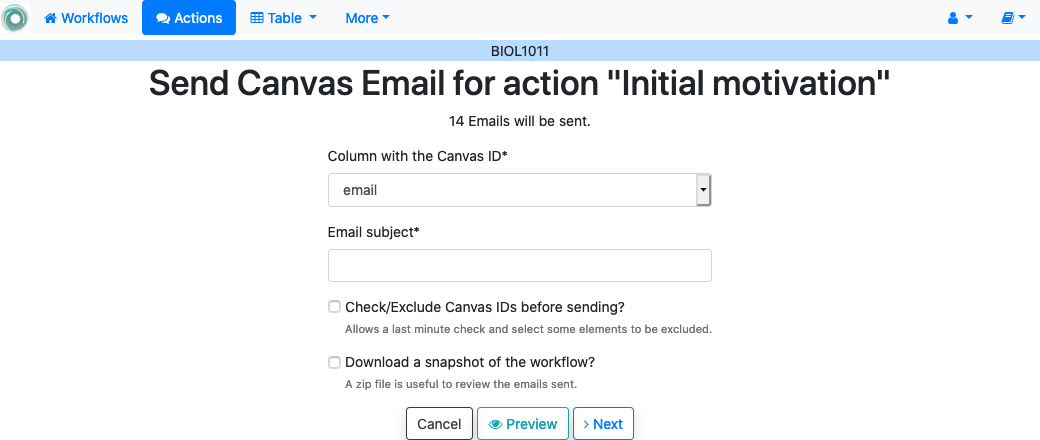 Workflows Actions Table More
BIOL1011
Send Canvas Email for action "Initial motivation"
14 Emails will be sent.
Column with the Canvas ID*
email
Email subject*
Check/Exclude Canvas IDs before sending?
Allows a last minute check and select some elements to be excluded.
Download a snapshot of the workflow?
A zip file is useful to review the emails sent.
Cancel Preview Next